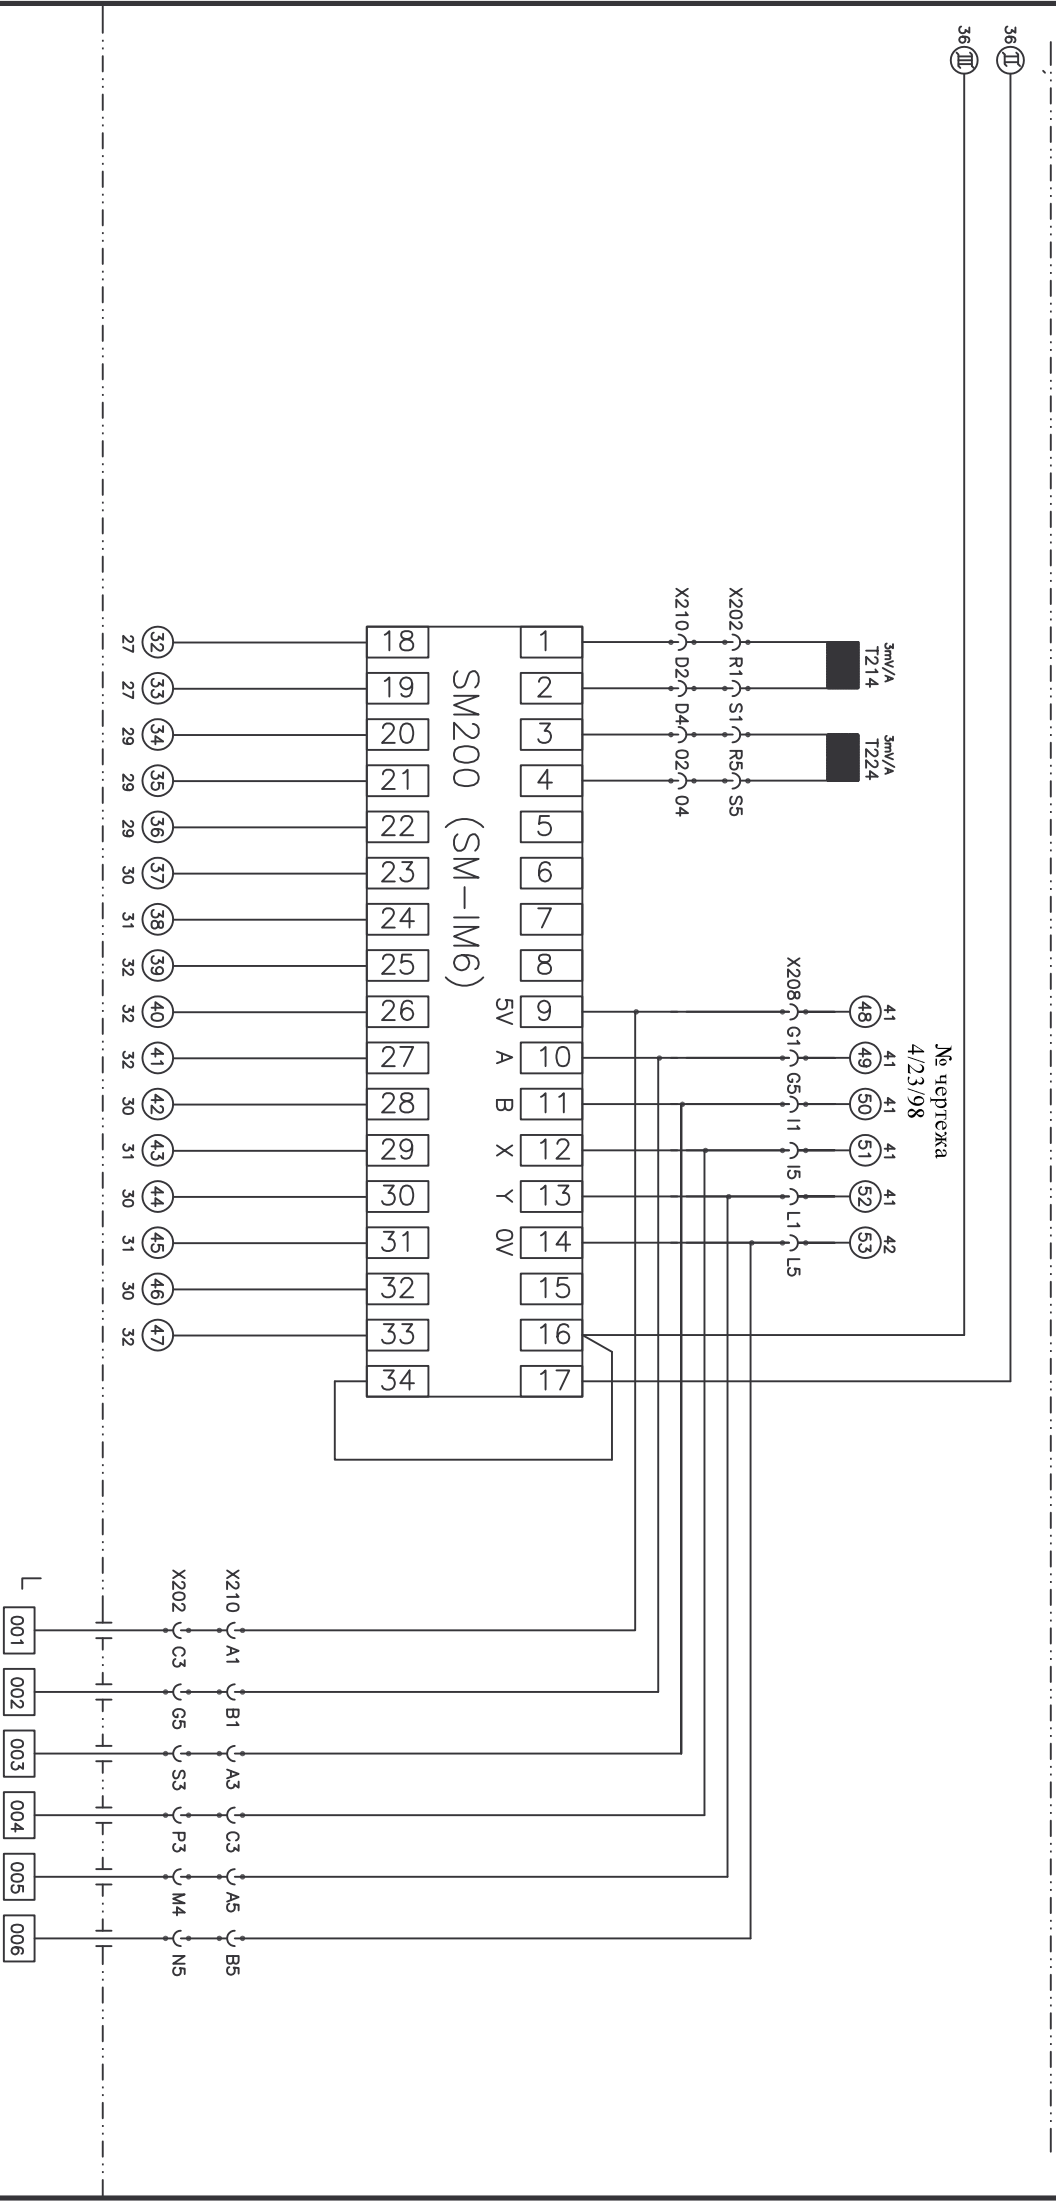 36 II
36 III
№ чертежа
4/23/98
3mV/A 3mV/A 41 41 41 41 41 42
T214 T224 48 49 50 51 52 53
X208 G1 G5 I1 I5 L1 L5
X202 R1 S1 R5 S5
X210 D2 D4 O2 O4
1 2 3 4 5 6 7 8 9 10 11 12 13 14 15 16 17
5V A B X Y 0V
SM200 (SM-IM6)
18 19 20 21 22 23 24 25 26 27 28 29 30 31 32 33 34
X210 A1 B1 A3 C3 A5 B5
X202 C3 G5 S3 P3 M4 N5
32 33 34 35 36 37 38 39 40 41 42 43 44 45 46 47
27 27 29 29 29 30 31 32 32 32 30 31 30 31 30 32
L
001 002 003 004 005 006